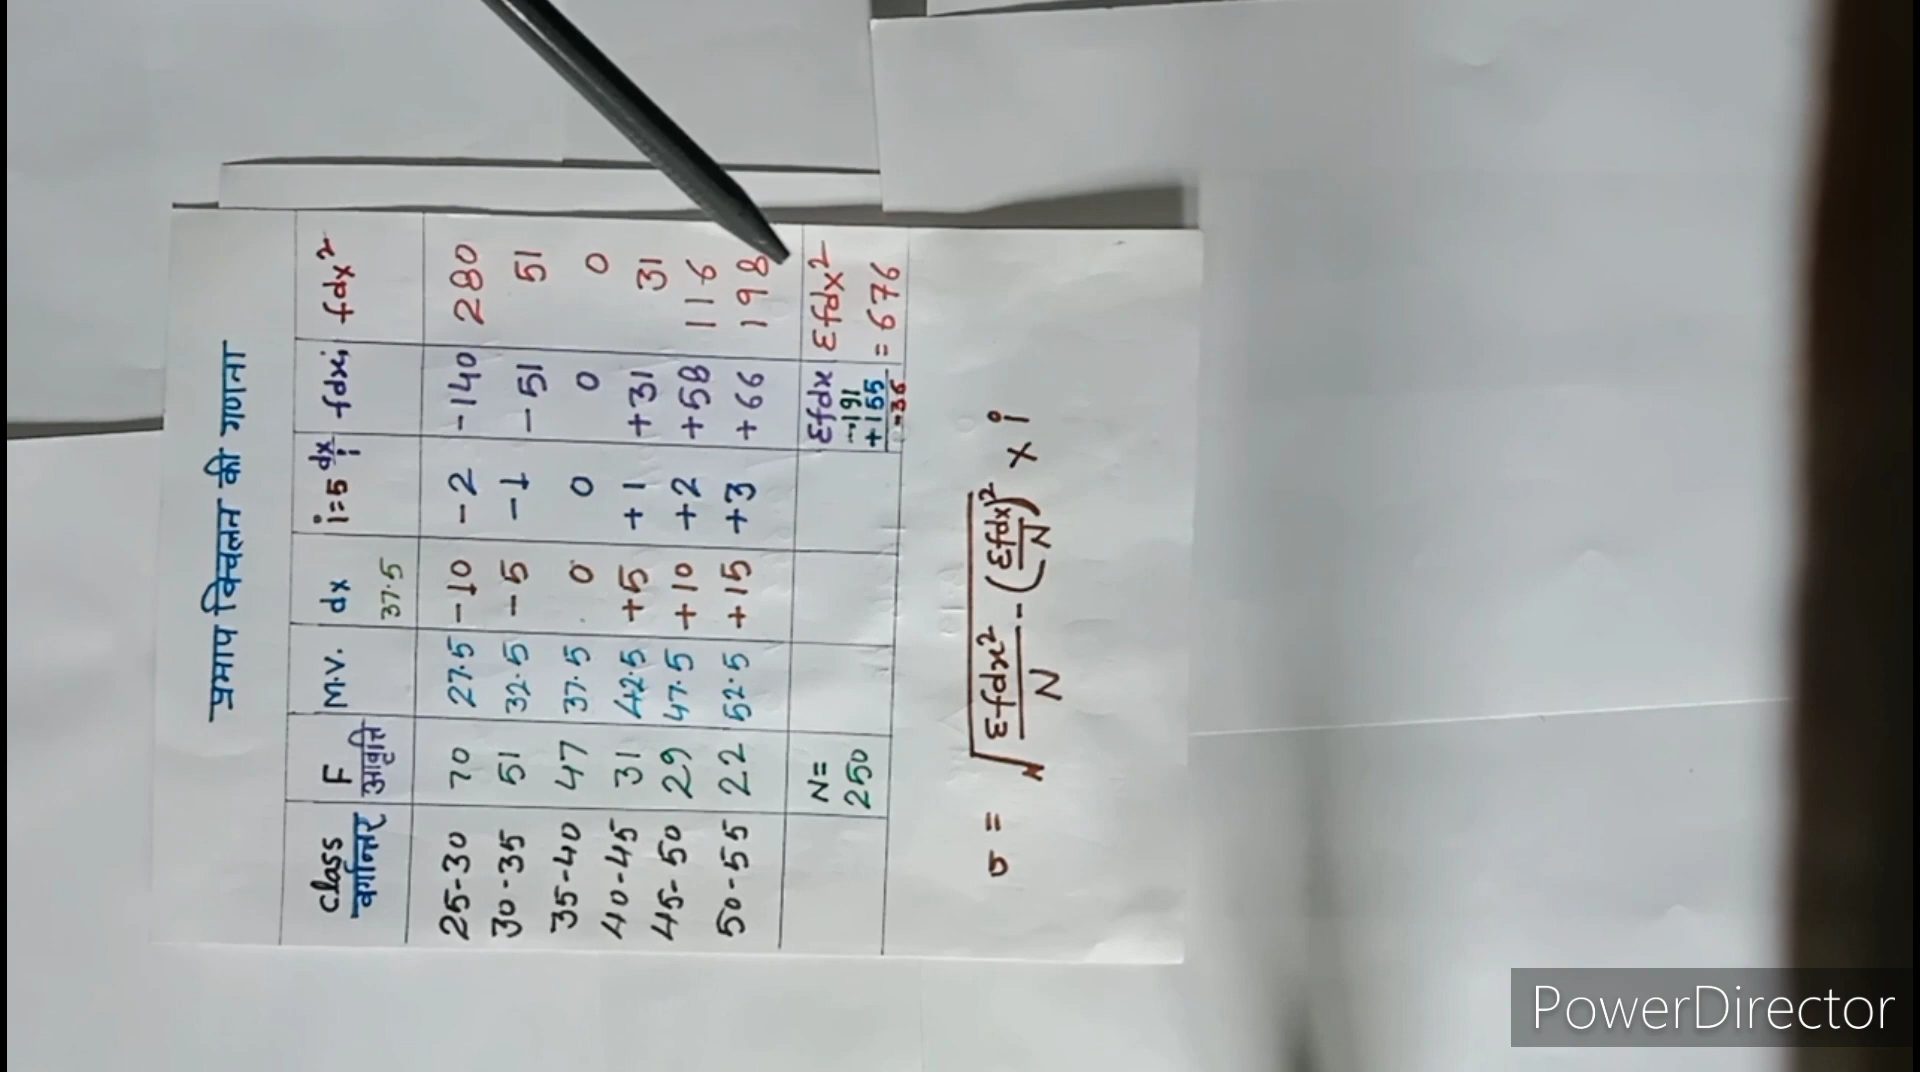 प्रमाप विचलन की गणना
Class वर्गान्तर F आवृत्ति M.V. dx 37.5 i=5 dx/i fdx, fdx²
25-30 70 27.5 -10 -2 -140 280
30-35 51 32.5 -5 -1 -51 51
35-40 47 37.5 0 0 0 0
40-45 31 42.5 +5 +1 +31 31
45-50 29 47.5 +10 +2 +58 116
50-55 22 52.5 +15 +3 +66 198
N= 250 Σfdx -191 +155 -36 Σfdx² = 676
σ = √ Σfdx²/N - (Σfdx/N)² × i
PowerDirector